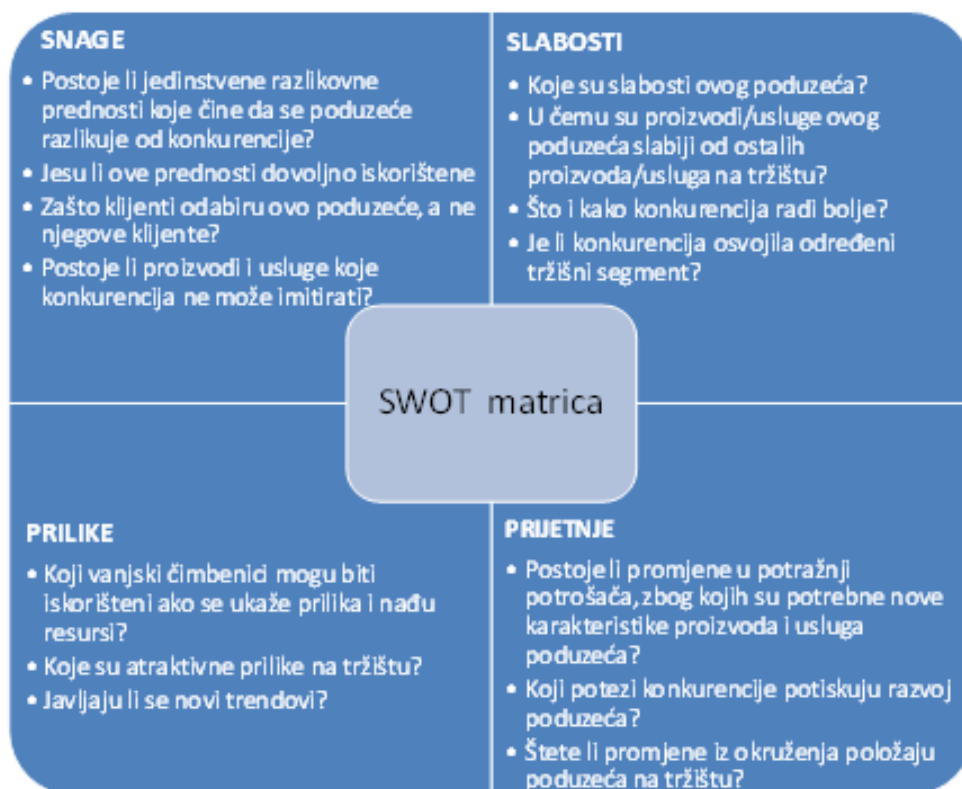 SNAGE
• Postoje li jedinstvene razlikovne
prednosti koje čine da se poduzeće
razlikuje od konkurencije?
• Jesu li ove prednosti dovoljno iskorištene
• Zašto klijenti odabiru ovo poduzeće, a ne
njegove klijente?
• Postoje li proizvodi i usluge koje
konkurencija ne može imitirati?
SLABOSTI
• Koje su slabosti ovog poduzeća?
• U čemu su proizvodi/usluge ovog
poduzeća slabiji od ostalih
proizvoda/usluga na tržištu?
• Što i kako konkurencija radi bolje?
• Je li konkurencija osvojila određeni
tržišni segment?
SWOT matrica
PRILIKE
• Koji vanjski čimbenici mogu biti
iskorišteni ako se ukaže prilika i nađu
resursi?
• Koje su atraktivne prilike na tržištu?
• Javljaju li se novi trendovi?
PRIJETNJE
• Postoje li promjene u potražnji
potrošača, zbog kojih su potrebne nove
karakteristike proizvoda i usluga
poduzeća?
• Koji potezi konkurencije potiskuju razvoj
poduzeća?
• Štete li promjene iz okruženja položaju
poduzeća na tržištu?